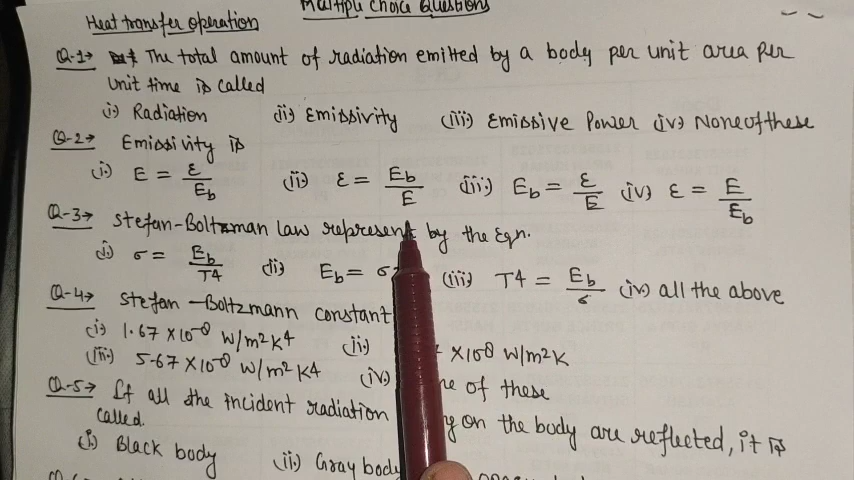 Multiple Choice Questions
Heat transfer operation
Q-1→ The total amount of radiation emitted by a body per unit area per
unit time is called
(i) Radiation (ii) Emissivity (iii) Emissive Power (iv) None of these
Q-2→ Emissivity is
(i) E = ε/Eb (ii) ε = Eb/E (iii) Eb = ε/E (iv) ε = E/Eb
Q-3→ Stefan-Boltzman law represent by the Eqn.
(i) σ = Eb/T4 (ii) Eb = σ (iii) T4 = Eb/σ (iv) all the above
Q-4→ Stefan-Boltzmann constant
(i) 1.67 × 10-8 W/m2K4 (ii) × 10-8 W/m2K
(iii) 5.67 × 10-8 W/m2K4 (iv) of these
Q-5→ If all the incident radiation on the body are reflected, it is
called.
(i) Black body (ii) Gray body